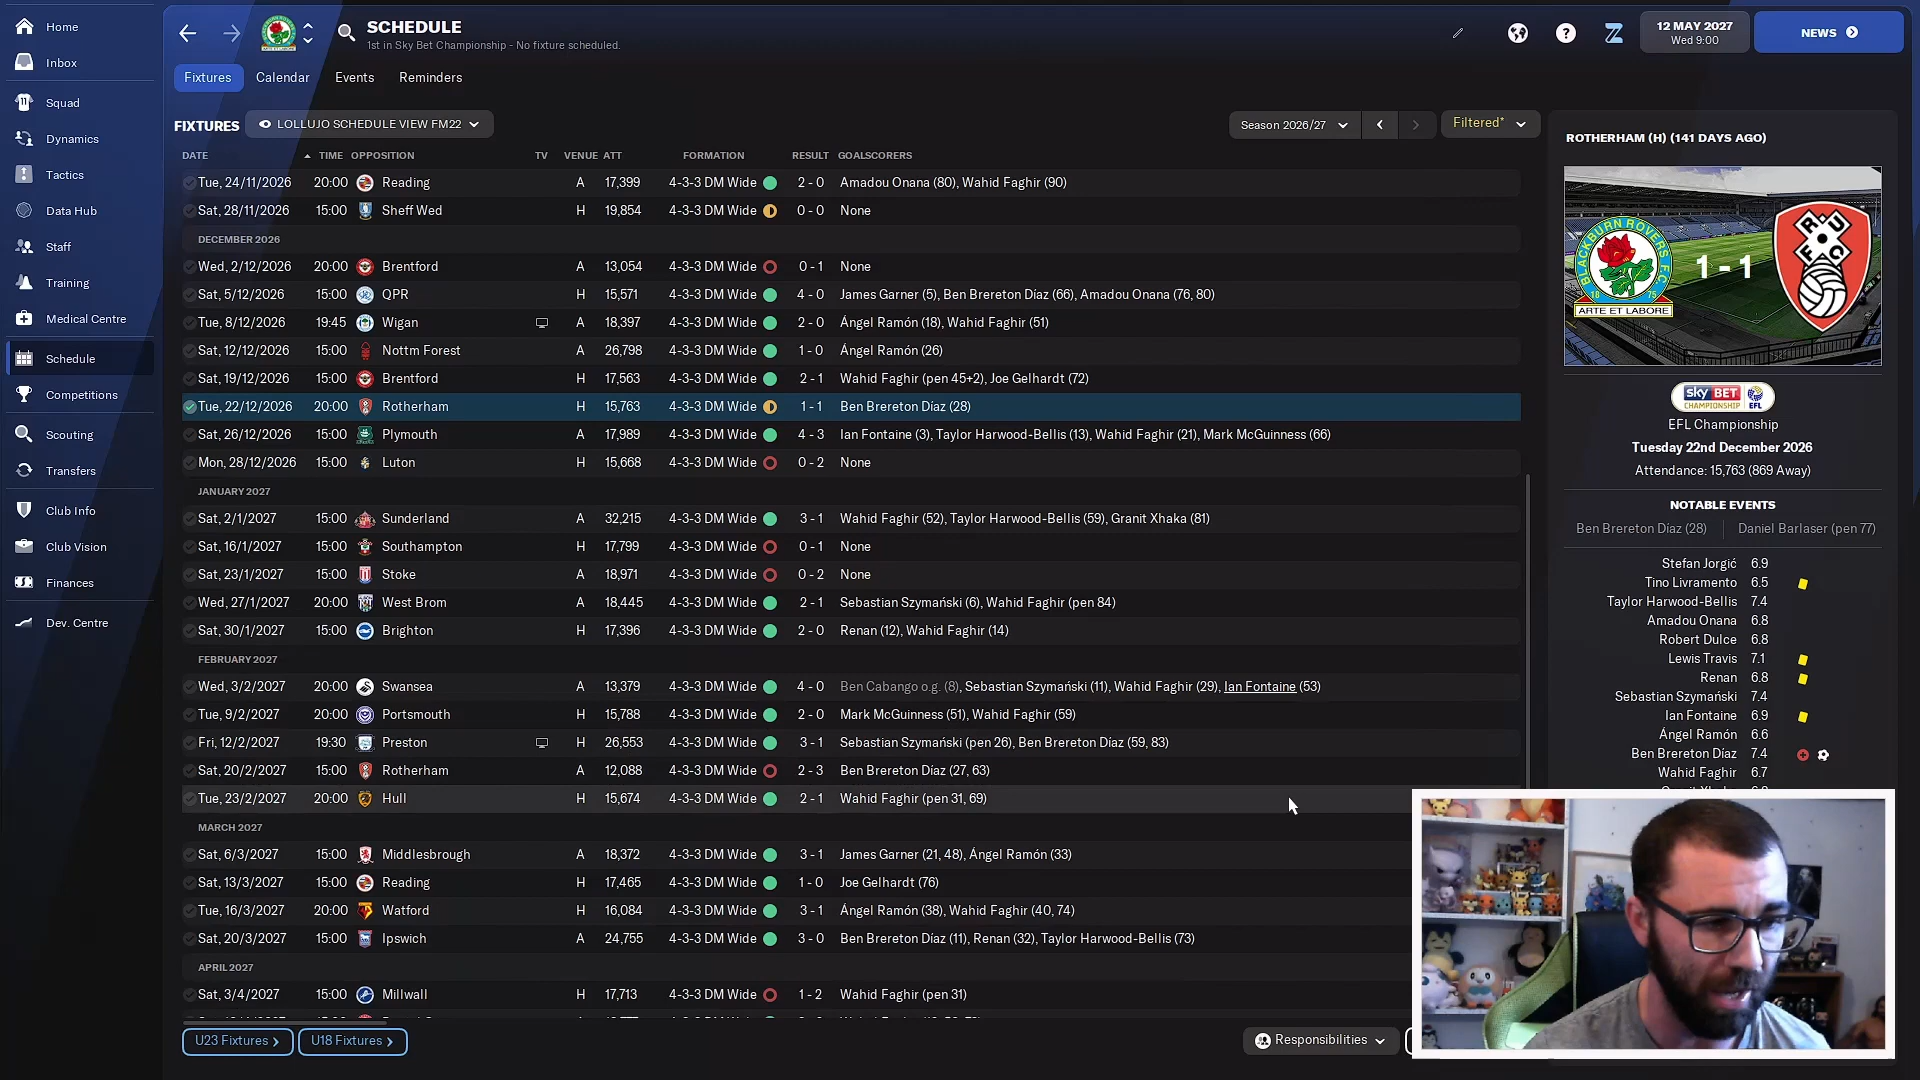 Home
Inbox
Squad
Dynamics
Tactics
Data Hub
Staff
Training
Medical Centre
Schedule
Competitions
Scouting
Transfers
Club Info
Club Vision
Finances
Dev. Centre
SCHEDULE
1st in Sky Bet Championship - No fixture scheduled.
12 MAY 2027
Wed 9:00
NEWS
Fixtures Calendar Events Reminders
FIXTURES LOLLUJO SCHEDULE VIEW FM22 Season 2026/27 Filtered*
DATE TIME OPPOSITION TV VENUE ATT FORMATION RESULT GOALSCORERS
Tue, 24/11/2026 20:00 Reading A 17,399 4-3-3 DM Wide 2 - 0 Amadou Onana (80), Wahid Faghir (90)
Sat, 28/11/2026 15:00 Sheff Wed H 19,854 4-3-3 DM Wide 0 - 0 None
DECEMBER 2026
Wed, 2/12/2026 20:00 Brentford A 13,054 4-3-3 DM Wide 0 - 1 None
Sat, 5/12/2026 15:00 QPR H 15,571 4-3-3 DM Wide 4 - 0 James Garner (5), Ben Brereton Díaz (66), Amadou Onana (76, 80)
Tue, 8/12/2026 19:45 Wigan A 18,397 4-3-3 DM Wide 2 - 0 Ángel Ramón (18), Wahid Faghir (51)
Sat, 12/12/2026 15:00 Nottm Forest A 26,798 4-3-3 DM Wide 1 - 0 Ángel Ramón (26)
Sat, 19/12/2026 15:00 Brentford H 17,563 4-3-3 DM Wide 2 - 1 Wahid Faghir (pen 45+2), Joe Gelhardt (72)
Tue, 22/12/2026 20:00 Rotherham H 15,763 4-3-3 DM Wide 1 - 1 Ben Brereton Díaz (28)
Sat, 26/12/2026 15:00 Plymouth A 17,989 4-3-3 DM Wide 4 - 3 Ian Fontaine (3), Taylor Harwood-Bellis (13), Wahid Faghir (21), Mark McGuinness (66)
Mon, 28/12/2026 15:00 Luton H 15,668 4-3-3 DM Wide 0 - 2 None
JANUARY 2027
Sat, 2/1/2027 15:00 Sunderland A 32,215 4-3-3 DM Wide 3 - 1 Wahid Faghir (52), Taylor Harwood-Bellis (59), Granit Xhaka (81)
Sat, 16/1/2027 15:00 Southampton H 17,799 4-3-3 DM Wide 0 - 1 None
Sat, 23/1/2027 15:00 Stoke A 18,971 4-3-3 DM Wide 0 - 2 None
Wed, 27/1/2027 20:00 West Brom A 18,445 4-3-3 DM Wide 2 - 1 Sebastian Szymański (6), Wahid Faghir (pen 84)
Sat, 30/1/2027 15:00 Brighton H 17,396 4-3-3 DM Wide 2 - 0 Renan (12), Wahid Faghir (14)
FEBRUARY 2027
Wed, 3/2/2027 20:00 Swansea A 13,379 4-3-3 DM Wide 4 - 0 Ben Cabango o.g. (8), Sebastian Szymański (11), Wahid Faghir (29), Ian Fontaine (53)
Tue, 9/2/2027 20:00 Portsmouth H 15,788 4-3-3 DM Wide 2 - 0 Mark McGuinness (51), Wahid Faghir (59)
Fri, 12/2/2027 19:30 Preston H 26,553 4-3-3 DM Wide 3 - 1 Sebastian Szymański (pen 26), Ben Brereton Díaz (59, 83)
Sat, 20/2/2027 15:00 Rotherham A 12,088 4-3-3 DM Wide 2 - 3 Ben Brereton Díaz (27, 63)
Tue, 23/2/2027 20:00 Hull H 15,674 4-3-3 DM Wide 2 - 1 Wahid Faghir (pen 31, 69)
MARCH 2027
Sat, 6/3/2027 15:00 Middlesbrough A 18,372 4-3-3 DM Wide 3 - 1 James Garner (21, 48), Ángel Ramón (33)
Sat, 13/3/2027 15:00 Reading H 17,465 4-3-3 DM Wide 1 - 0 Joe Gelhardt (76)
Tue, 16/3/2027 20:00 Watford H 16,084 4-3-3 DM Wide 3 - 1 Ángel Ramón (38), Wahid Faghir (40, 74)
Sat, 20/3/2027 15:00 Ipswich A 24,755 4-3-3 DM Wide 3 - 0 Ben Brereton Díaz (11), Renan (32), Taylor Harwood-Bellis (73)
APRIL 2027
Sat, 3/4/2027 15:00 Millwall H 17,713 4-3-3 DM Wide 1 - 2 Wahid Faghir (pen 31)
U23 Fixtures U18 Fixtures Responsibilities
ROTHERHAM (H) (141 DAYS AGO)
BLACKBURN ROVERS F.C.
18 75
ARTE ET LABORE
1 - 1
RUFC
sky BET
CHAMPIONSHIP EFL
EFL Championship
Tuesday 22nd December 2026
Attendance: 15,763 (869 Away)
NOTABLE EVENTS
Ben Brereton Díaz (28) Daniel Barlaser (pen 77)
Stefan Jorgić 6.9
Tino Livramento 6.5
Taylor Harwood-Bellis 7.4
Amadou Onana 6.8
Robert Dulce 6.8
Lewis Travis 7.1
Renan 6.8
Sebastian Szymański 7.4
Ian Fontaine 6.9
Ángel Ramón 6.6
Ben Brereton Díaz 7.4
Wahid Faghir 6.7